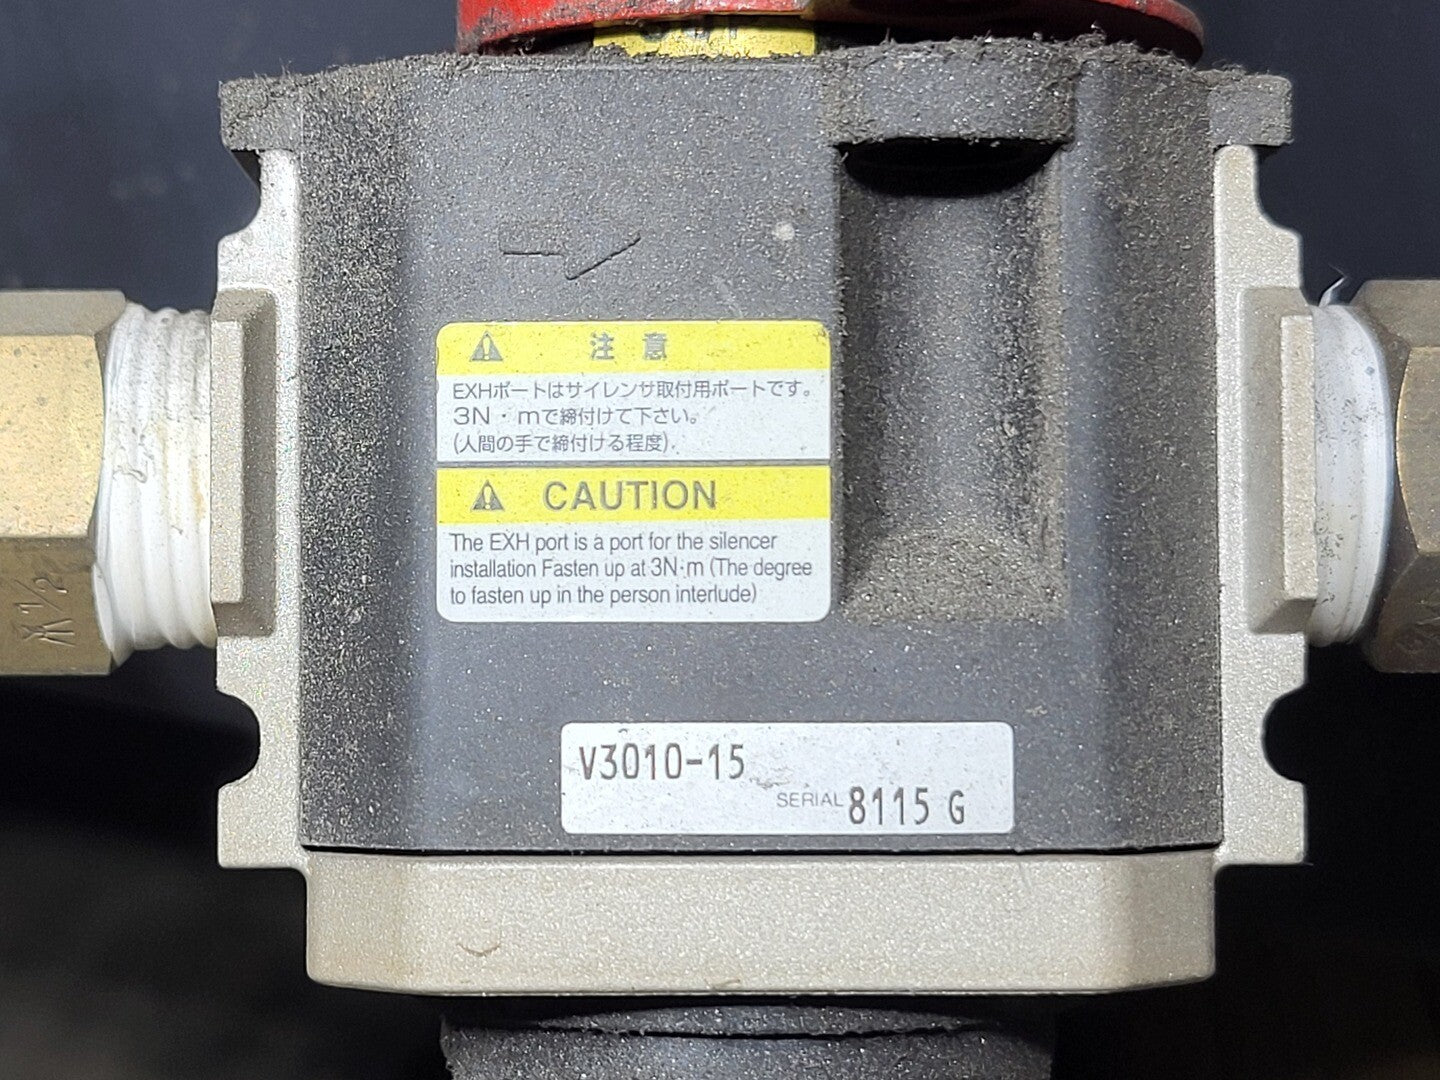 注意
EXHポートはサイレンサ取付用ポートです。
3N・mで締付けて下さい。
(人間の手で締付ける程度).
CAUTION
The EXH port is a port for the silencer
installation Fasten up at 3N·m (The degree
to fasten up in the person interlude)
1/2
V3010-15
SERIAL 8115 G